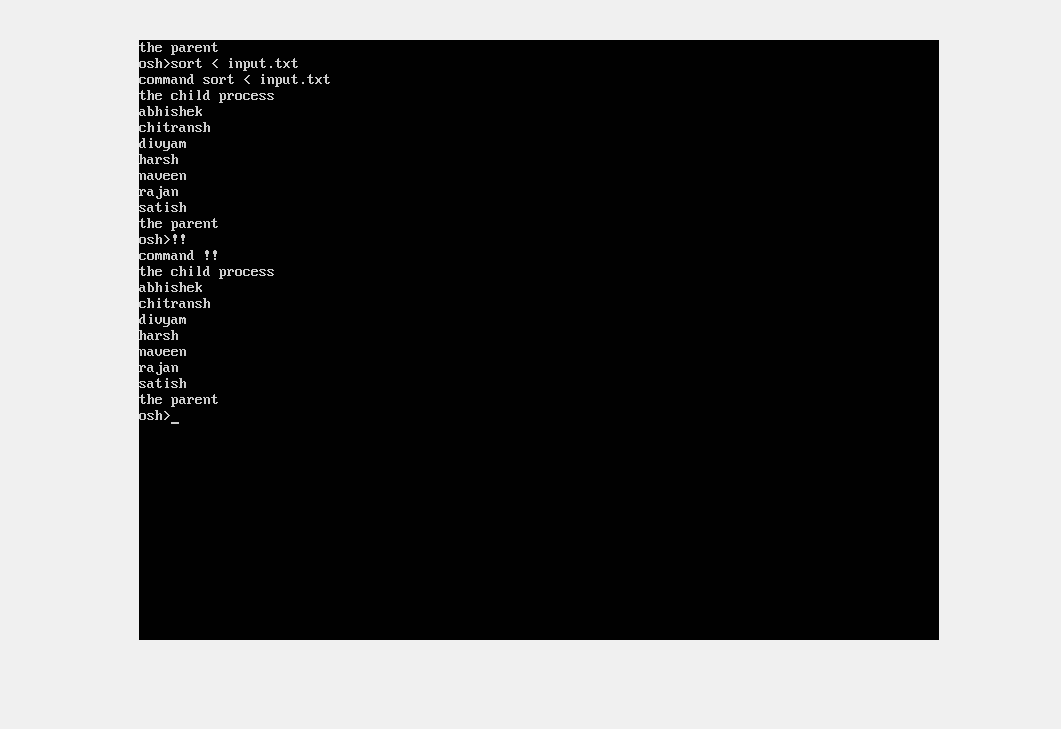 the parent
osh>sort < input.txt
command sort < input.txt
the child process
abhishek
chitransh
divyam
harsh
naveen
rajan
satish
the parent
osh>!!
command !!
the child process
abhishek
chitransh
divyam
harsh
naveen
rajan
satish
the parent
osh>_